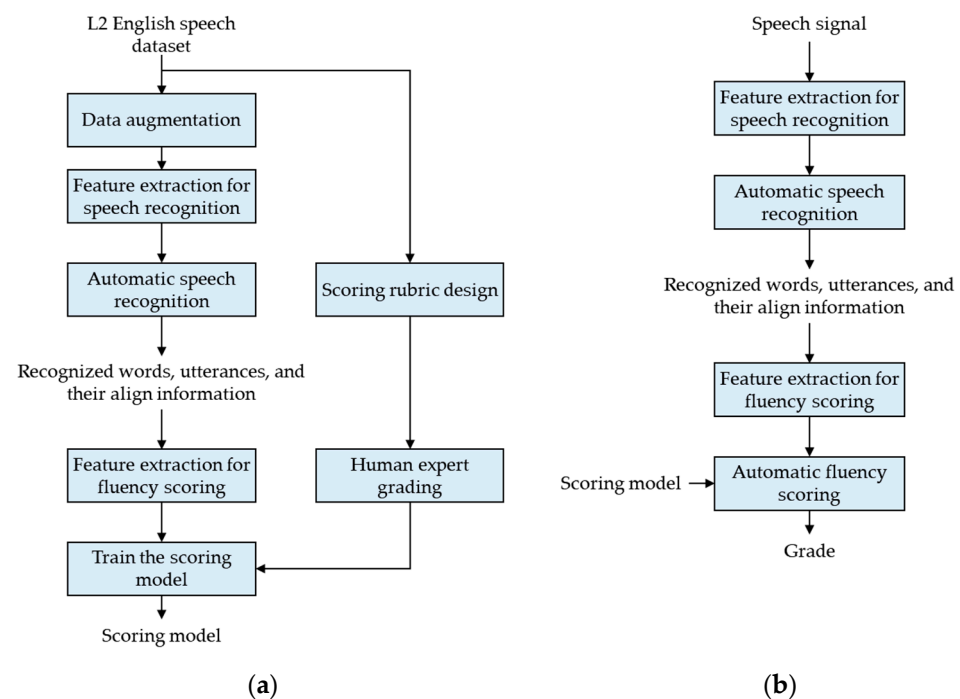 L2 English speech
dataset
Data augmentation
Feature extraction for
speech recognition
Automatic speech
recognition
Recognized words, utterances, and
their align information
Feature extraction for
fluency scoring
Train the scoring
model
Scoring model
Scoring rubric design
Human expert
grading
(a)
Speech signal
Feature extraction for
speech recognition
Automatic speech
recognition
Recognized words, utterances, and
their align information
Feature extraction for
fluency scoring
Scoring model
Automatic fluency
scoring
Grade
(b)